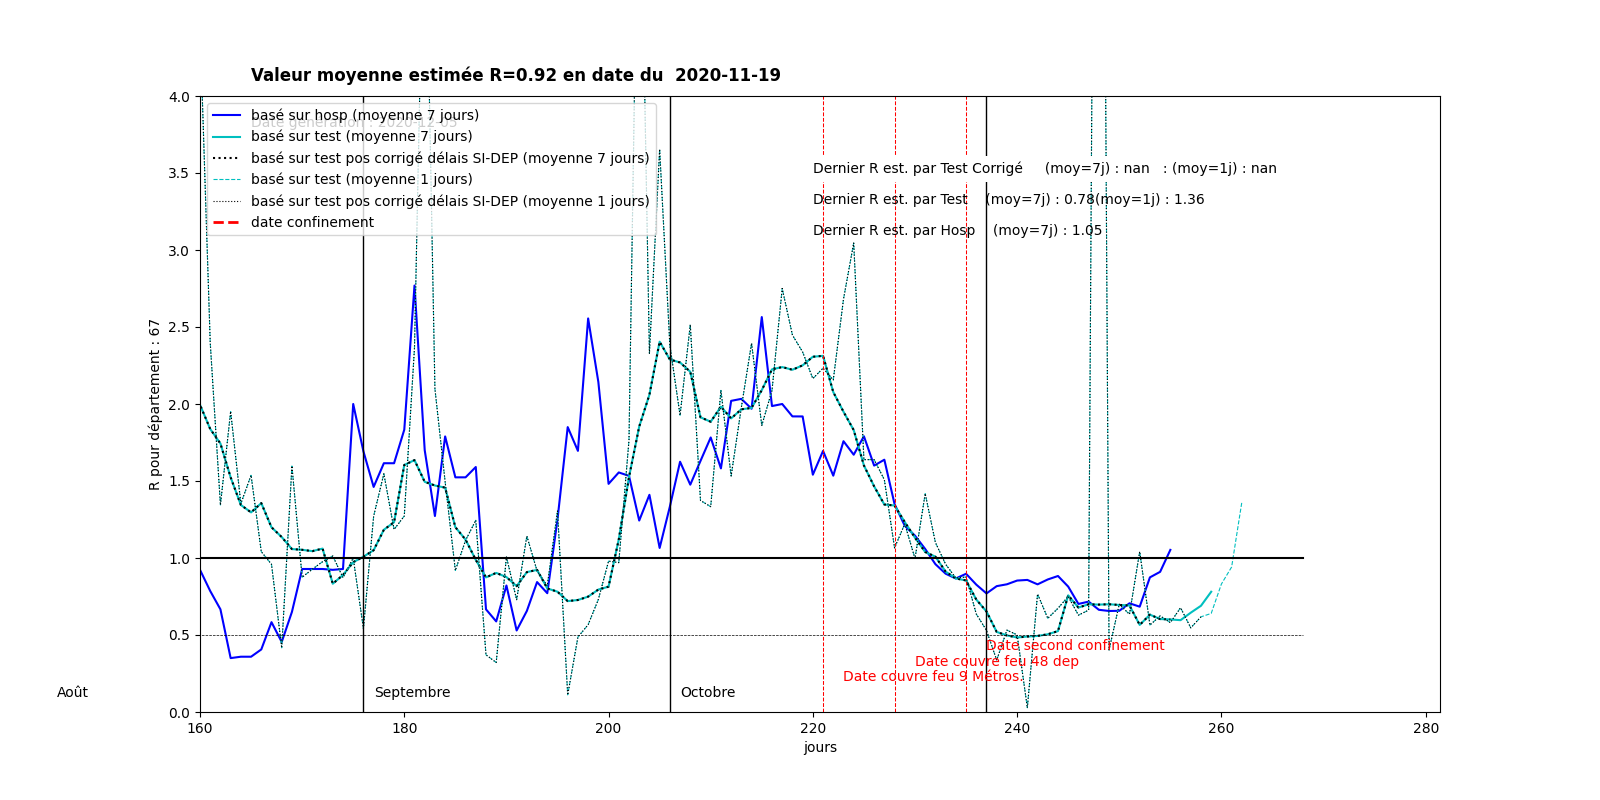 Valeur moyenne estimée R=0.92 en date du  2020-11-19
4.0
3.5
3.0
2.5
2.0
1.5
1.0
0.5
0.0
R pour département : 67
basé sur hosp (moyenne 7 jours)
Date génération : 2020-12-05
basé sur test (moyenne 7 jours)
basé sur test pos corrigé délais SI-DEP (moyenne 7 jours)
basé sur test (moyenne 1 jours)
basé sur test pos corrigé délais SI-DEP (moyenne 1 jours)
date confinement
Dernier R est. par Test Corrigé     (moy=7j) : nan   : (moy=1j) : nan
Dernier R est. par Test    (moy=7j) : 0.78(moy=1j) : 1.36
Dernier R est. par Hosp    (moy=7j) : 1.05
Date second confinement
Date couvre feu 48 dep
Date couvre feu 9 Métros
Août
Septembre
Octobre
160 180 200 220 240 260 280
jours